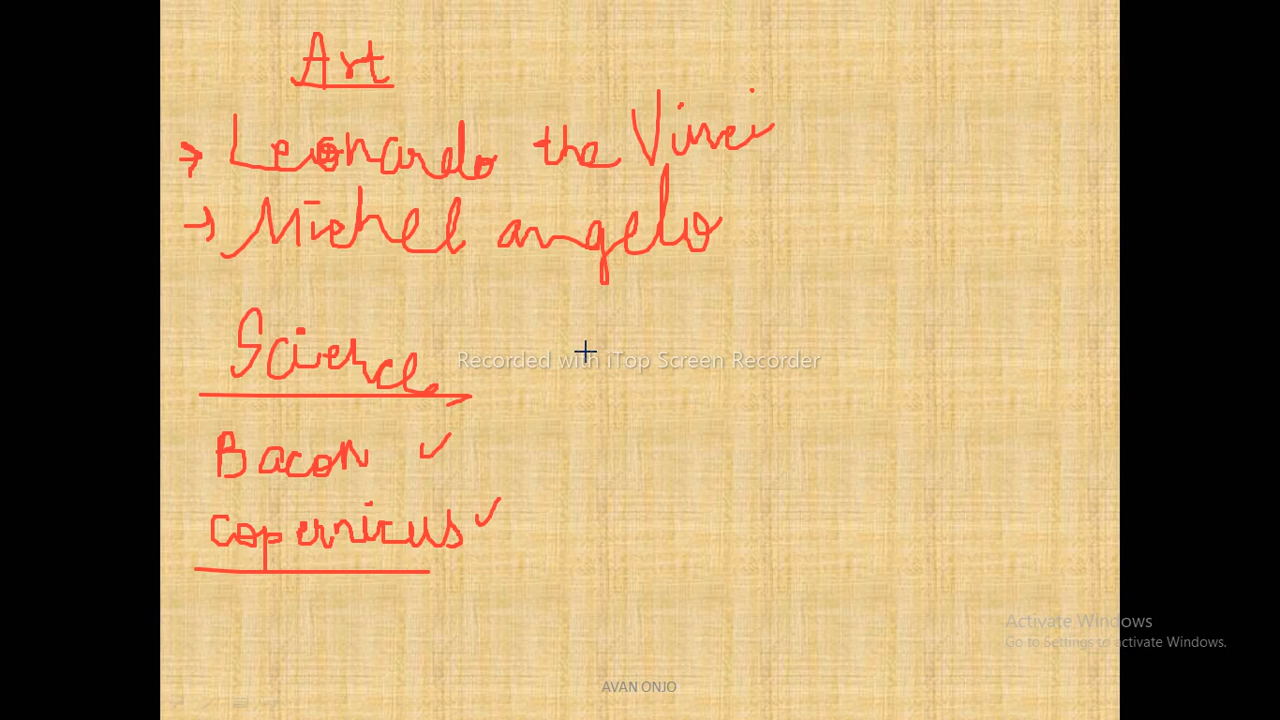 Art
→ Leonardo the Vinci
→ Michel angelo
Science
Recorded with iTop Screen Recorder
Bacon ✓
Copernicus ✓
Activate Windows
Go to Settings to activate Windows.
AVAN ONJO